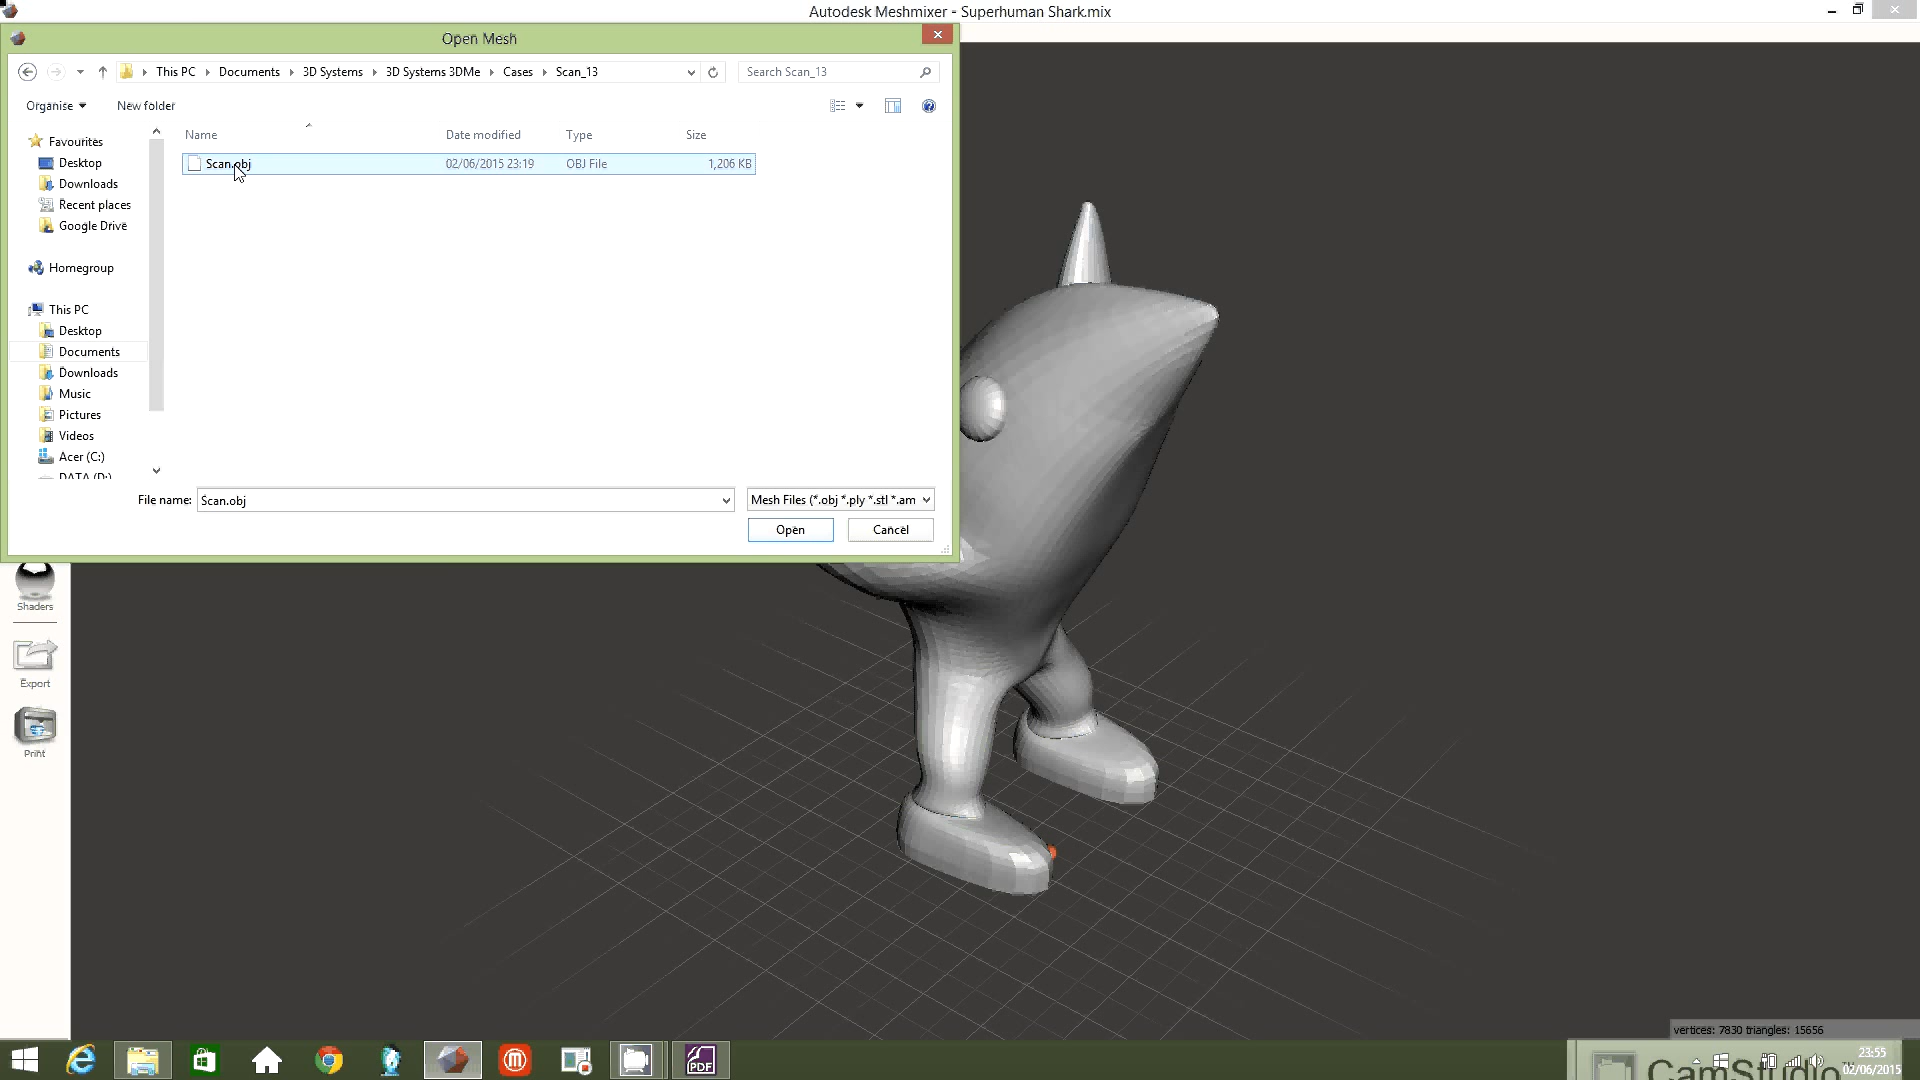 Autodesk Meshmixer - Superhuman Shark.mix
Open Mesh
This PC Documents 3D Systems 3D Systems 3DMe Cases Scan_13
Search Scan_13
Organise New folder
Name Date modified Type Size
Scan.obj 02/06/2015 23:19 OBJ File 1,206 KB
Favourites
Desktop
Downloads
Recent places
Google Drive
Homegroup
This PC
Desktop
Documents
Downloads
Music
Pictures
Videos
Acer (C:)
DATA (D:)
File name: Scan.obj
Mesh Files (*.obj *.ply *.stl *.am
Open Cancel
Shaders
Export
Print
vertices: 7830 triangles: 15656
PDF
CamStudio
23:55
02/06/2015